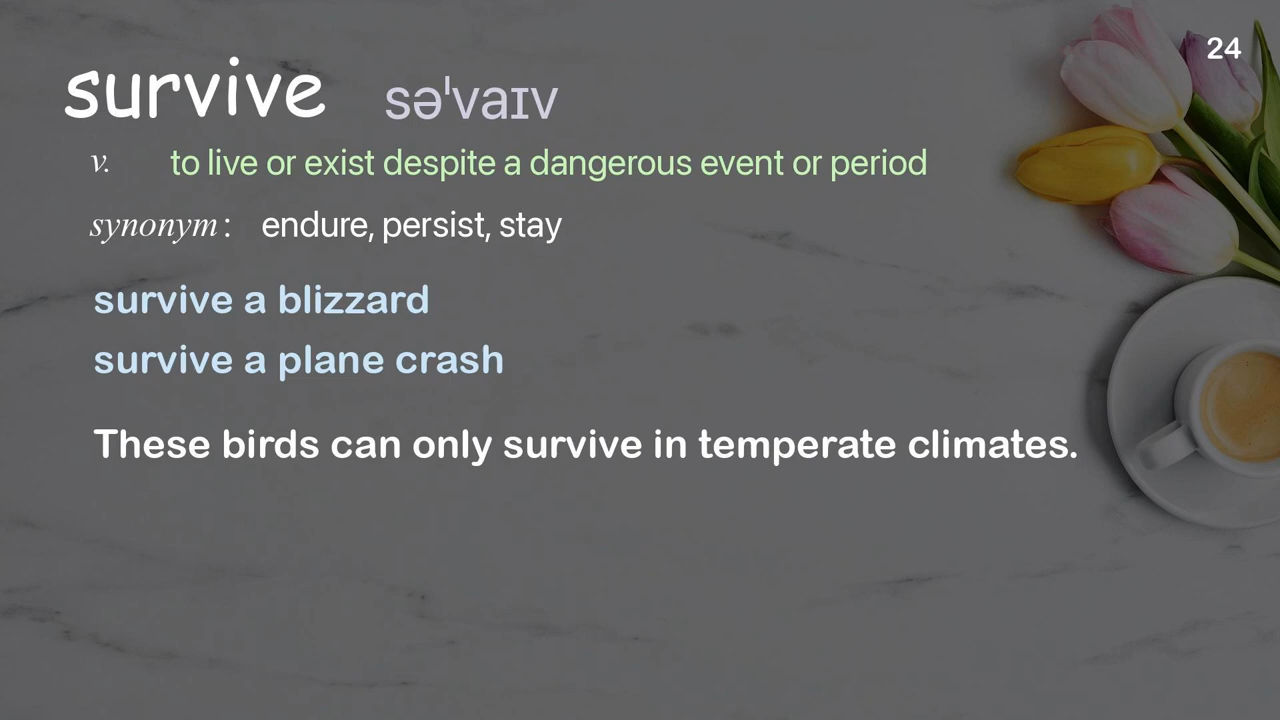 24
survive səˈvaɪv
v. to live or exist despite a dangerous event or period
synonym: endure, persist, stay
survive a blizzard
survive a plane crash
These birds can only survive in temperate climates.